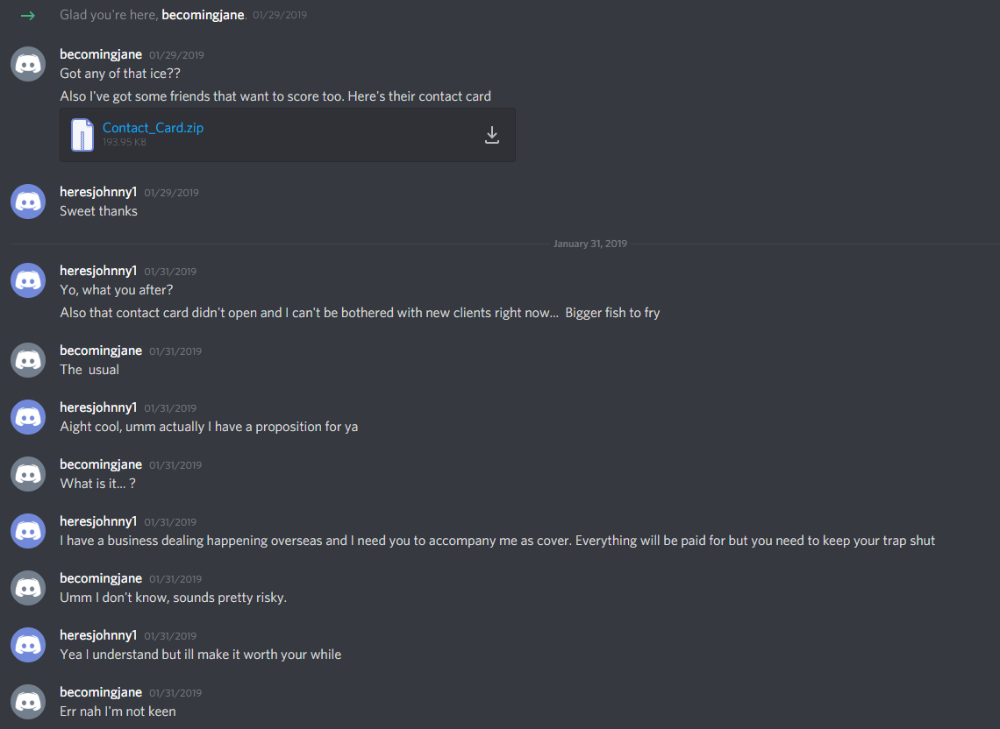 Glad you're here, becomingjane. 01/29/2019
becomingjane 01/29/2019
Got any of that ice??
Also I've got some friends that want to score too. Here's their contact card
Contact_Card.zip
193.95 KB
heresjohnny1 01/29/2019
Sweet thanks
January 31, 2019
heresjohnny1 01/31/2019
Yo, what you after?
Also that contact card didn't open and I can't be bothered with new clients right now... Bigger fish to fry
becomingjane 01/31/2019
The usual
heresjohnny1 01/31/2019
Aight cool, umm actually I have a proposition for ya
becomingjane 01/31/2019
What is it... ?
heresjohnny1 01/31/2019
I have a business dealing happening overseas and I need you to accompany me as cover. Everything will be paid for but you need to keep your trap shut
becomingjane 01/31/2019
Umm I don't know, sounds pretty risky.
heresjohnny1 01/31/2019
Yea I understand but ill make it worth your while
becomingjane 01/31/2019
Err nah I'm not keen